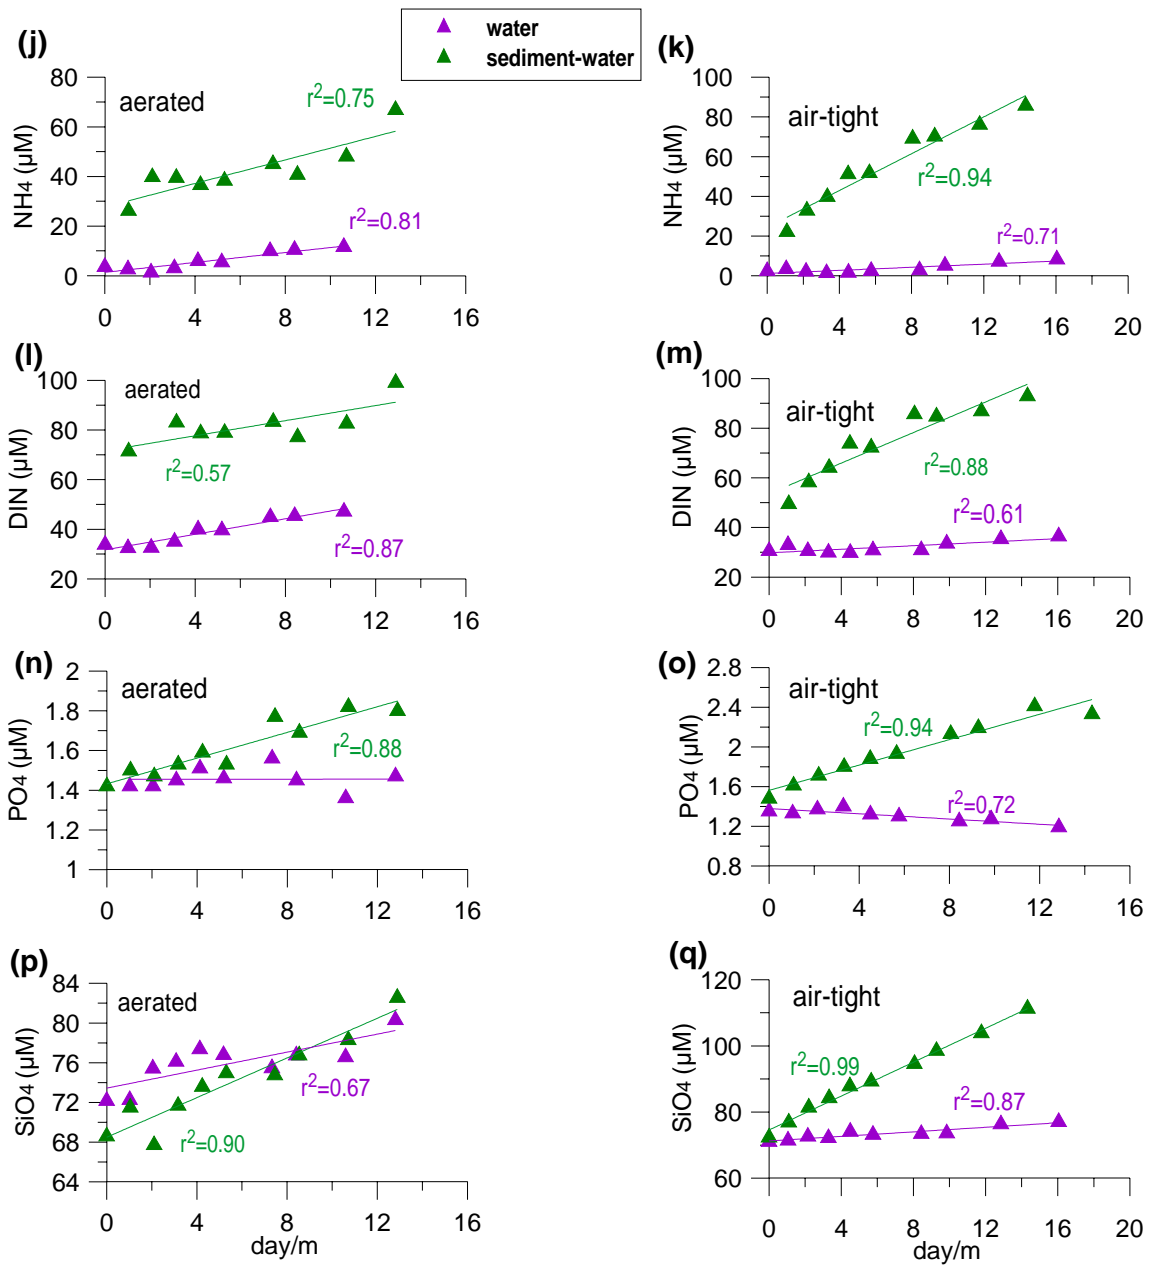 water
sediment-water
(j)
aerated
r2=0.75
r2=0.81
NH4 (µM)
80
60
40
20
0
0 4 8 12 16
(k)
air-tight
r2=0.94
r2=0.71
NH4 (µM)
100
80
60
40
20
0
0 4 8 12 16 20
(l)
aerated
r2=0.57
r2=0.87
DIN (µM)
100
80
60
40
20
0 4 8 12 16
(m)
air-tight
r2=0.88
r2=0.61
DIN (µM)
100
80
60
40
20
0 4 8 12 16 20
(n)
aerated
r2=0.88
PO4 (µM)
2
1.8
1.6
1.4
1.2
1
0 4 8 12 16
(o)
air-tight
r2=0.94
r2=0.72
PO4 (µM)
2.8
2.4
2
1.6
1.2
0.8
0 4 8 12 16
(p)
aerated
r2=0.67
r2=0.90
SiO4 (µM)
84
80
76
72
68
64
0 4 8 12 16
day/m
(q)
air-tight
r2=0.99
r2=0.87
SiO4 (µM)
120
100
80
60
0 4 8 12 16 20
day/m